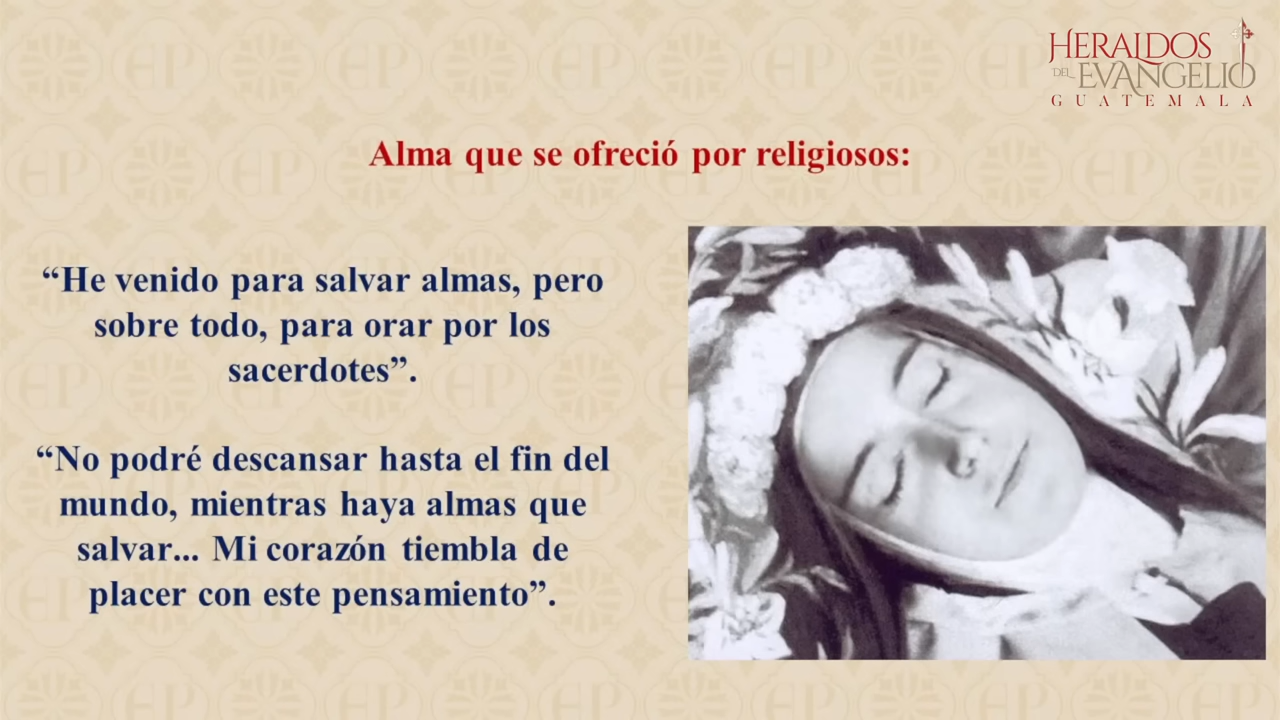 HERALDOS
DEL EVANGELIO
GUATEMALA
Alma que se ofreció por religiosos:
“He venido para salvar almas, pero
sobre todo, para orar por los
sacerdotes”.
“No podré descansar hasta el fin del
mundo, mientras haya almas que
salvar... Mi corazón tiembla de
placer con este pensamiento”.